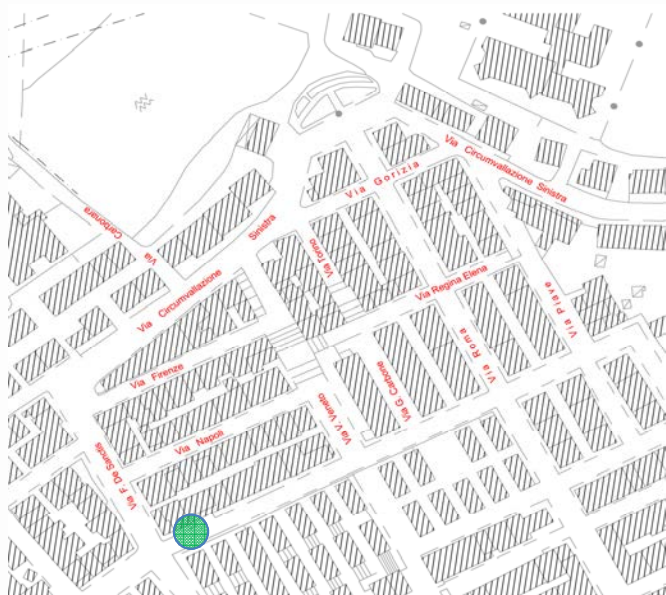 Via Circumvallazione Sinistra
Via Gorizia
Carbonara
Via
Sinistra
Via Torino
Via Circumvallazione
Via Regina Elena
Via Piave
Via Roma
Via Firenze
Via G. Carbone
Via V. Veneto
Via Napoli
Via F. De Sanctis